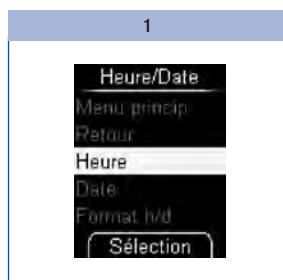 1
Heure/Date
Menu princip
Retour
Heure
Date
Format h/d
Sélection